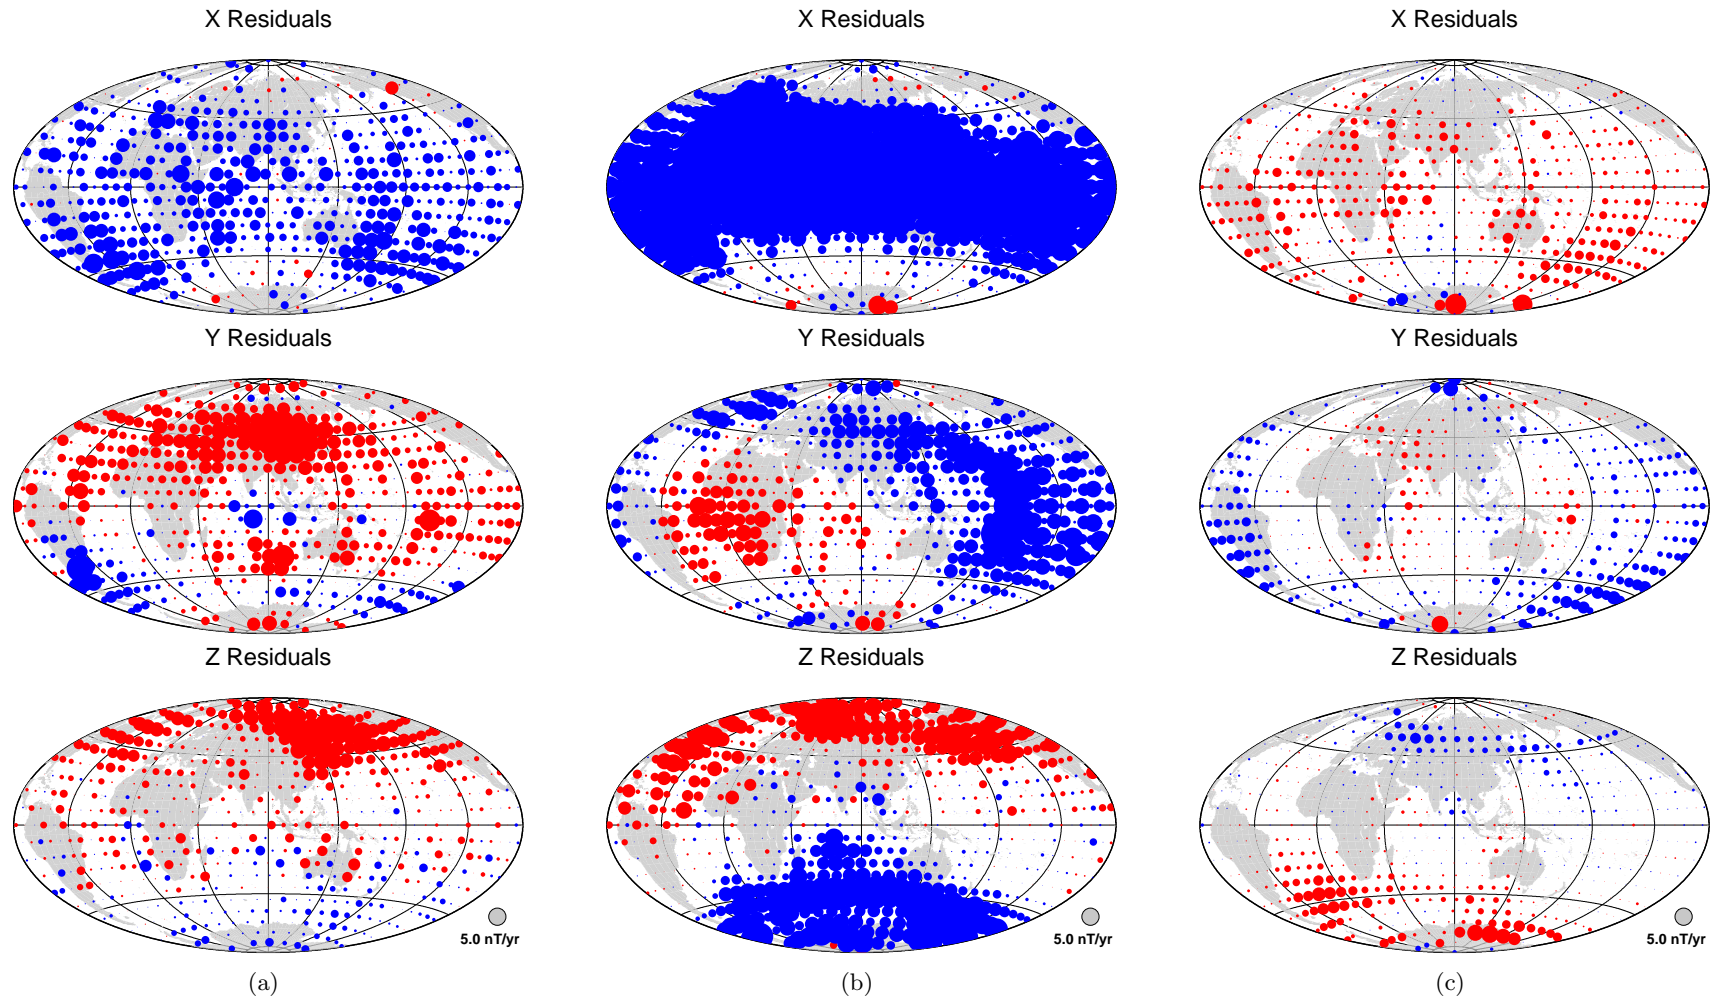 X Residuals
X Residuals
X Residuals
Y Residuals
Y Residuals
Y Residuals
Z Residuals
Z Residuals
Z Residuals
5.0 nT/yr
5.0 nT/yr
5.0 nT/yr
(a)
(b)
(c)